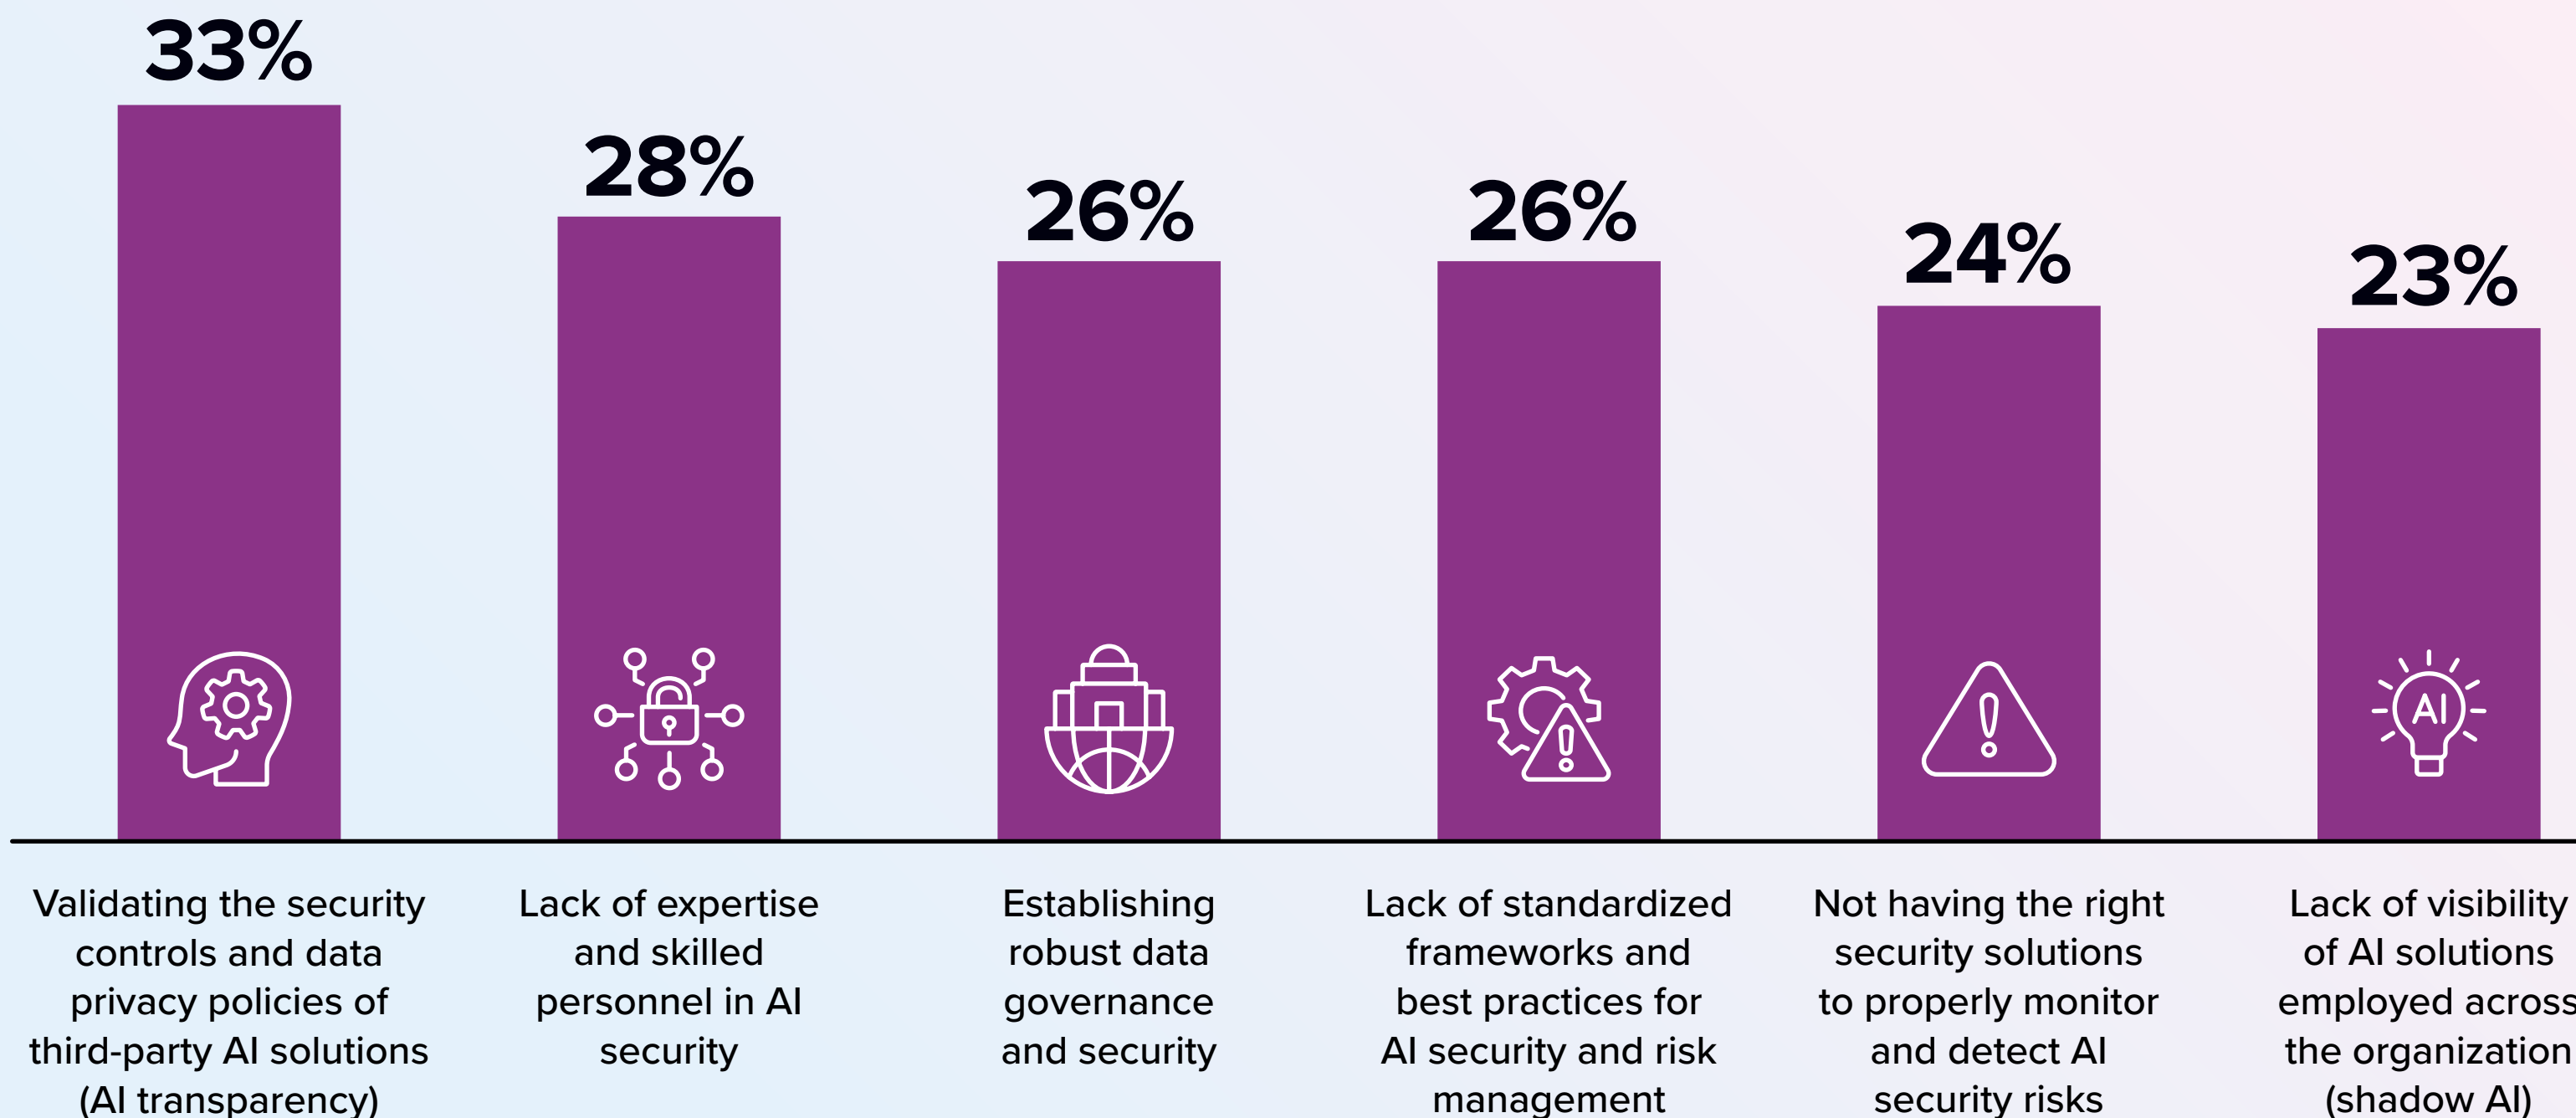 33%
28%
26%
26%
24%
23%
AI
Validating the security
controls and data
privacy policies of
third-party AI solutions
(AI transparency)
Lack of expertise
and skilled
personnel in AI
security
Establishing
robust data
governance
and security
Lack of standardized
frameworks and
best practices for
AI security and risk
management
Not having the right
security solutions
to properly monitor
and detect AI
security risks
Lack of visibility
of AI solutions
employed across
the organization
(shadow AI)